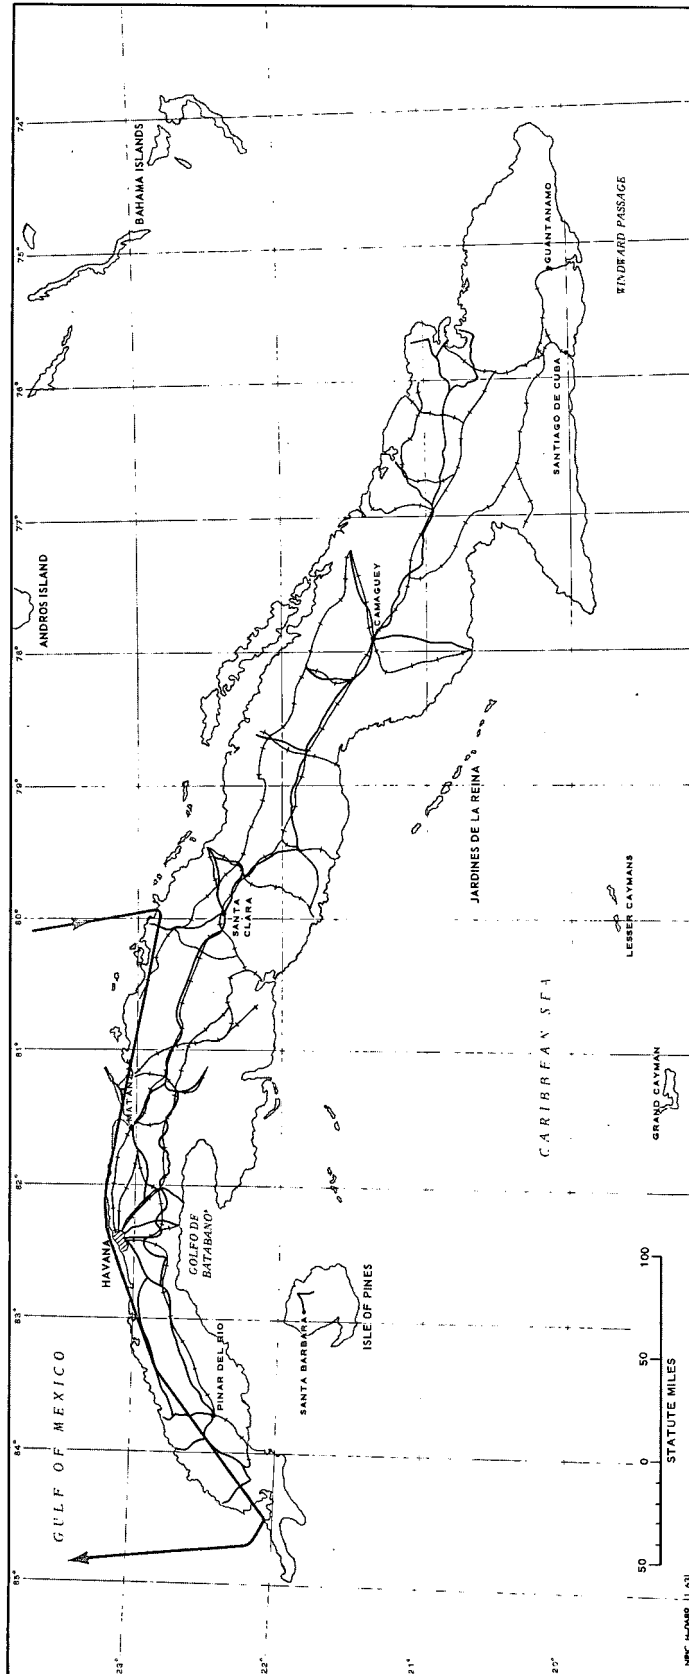 GULF OF MEXICO
HAVANA
MATANZAS
PINAR DEL RIO
GOLFO DE
BATABANO
SANTA BARBARA
ISLE OF PINES
SANTA
CLARA
ANDROS ISLAND
BAHAMA ISLANDS
CAMAGUEY
JARDINES DE LA REINA
CARIBBEAN SEA
GRAND CAYMAN
LESSER CAYMANS
SANTIAGO DE CUBA
GUANTANAMO
WINDWARD PASSAGE
85°
84°
83°
82°
81°
80°
79°
78°
77°
76°
75°
74°
23°
22°
21°
20°
50 0 50 100
STATUTE MILES